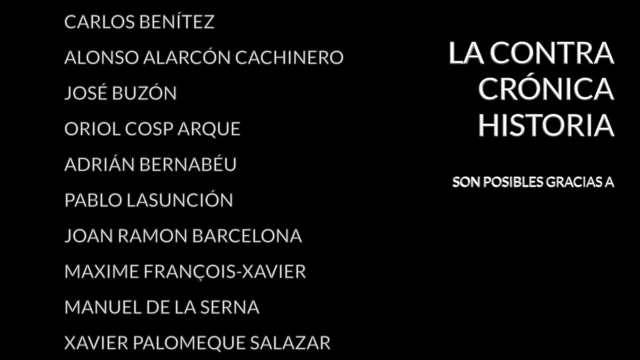 CARLOS BENÍTEZ
ALONSO ALARCÓN CACHINERO
JOSÉ BUZÓN
ORIOL COSP ARQUE
ADRIÁN BERNABÉU
PABLO LASUNCIÓN
JOAN RAMON BARCELONA
MAXIME FRANÇOIS-XAVIER
MANUEL DE LA SERNA
XAVIER PALOMEQUE SALAZAR
LA CONTRA
CRÓNICA
HISTORIA
SON POSIBLES GRACIAS A